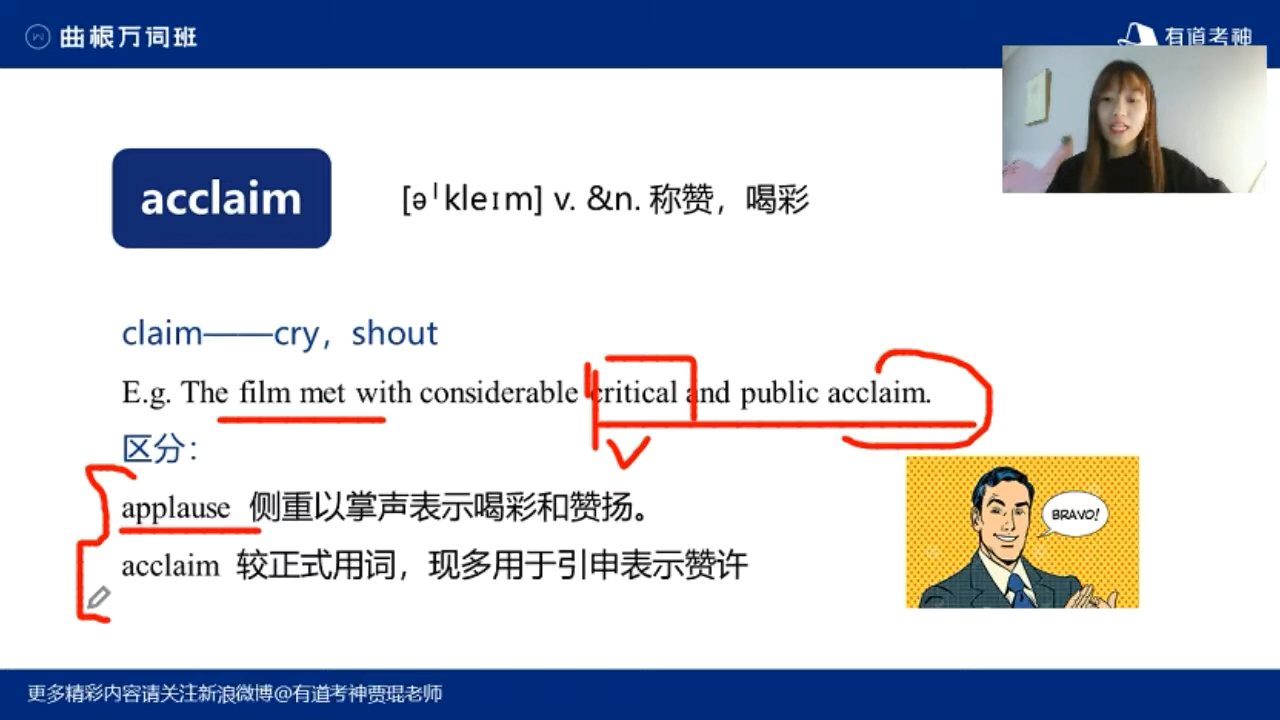 曲根万词班
有道考神
acclaim
[əˈkleɪm] v. &n. 称赞，喝彩
claim——cry，shout
E.g. The film met with considerable critical and public acclaim.
区分：
applause 侧重以掌声表示喝彩和赞扬。
acclaim 较正式用词，现多用于引申表示赞许
BRAVO!
更多精彩内容请关注新浪微博@有道考神贾琨老师